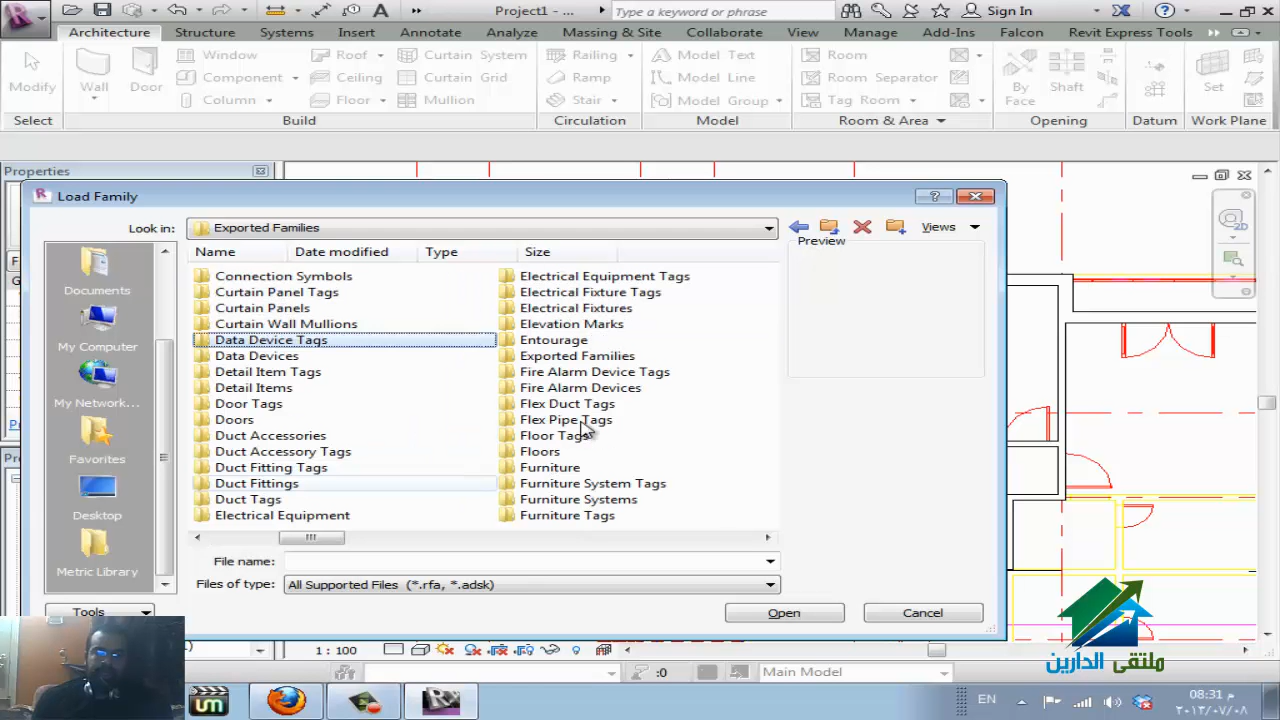 Project1 - ...
Type a keyword or phrase
Sign In
Architecture Structure Systems Insert Annotate Analyze Massing & Site Collaborate View Manage Add-Ins Falcon Revit Express Tools
Window Roof Curtain System Railing Model Text Room
Component Curtain Grid Ramp Model Line Room Separator
Modify Wall Door By Face Shaft Set
Column Floor Mullion Stair Model Group Tag Room
Select Build Circulation Model Room & Area Opening Datum Work Plane
Properties
Load Family
Look in: Exported Families Views
Preview
Name Date modified Type Size
Connection Symbols Electrical Equipment Tags
Curtain Panel Tags Electrical Fixture Tags
Documents
Curtain Panels Electrical Fixtures
Curtain Wall Mullions Elevation Marks
Data Device Tags Entourage
My Computer
Data Devices Exported Families
Detail Item Tags Fire Alarm Device Tags
Detail Items Fire Alarm Devices
Door Tags Flex Duct Tags
My Network...
Doors Flex Pipe Tags
Duct Accessories Floor Tags
Duct Accessory Tags Floors
Favorites
Duct Fitting Tags Furniture
Duct Fittings Furniture System Tags
Duct Tags Furniture Systems
Desktop
Electrical Equipment Furniture Tags
File name:
Metric Library
Files of type: All Supported Files (*.rfa, *.adsk)
Tools Open Cancel
1 : 100
:0 Main Model
ملتقى الدارين
EN
08:31 م
٢٠١٣/٠٧/٠٨